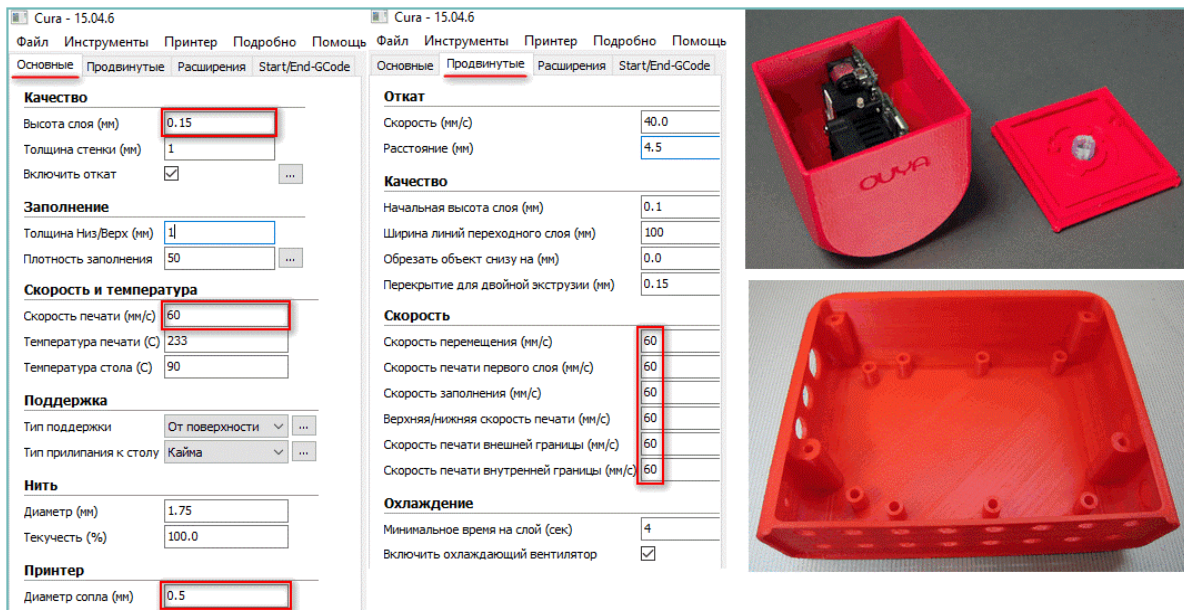 Cura - 15.04.6
Файл Инструменты Принтер Подробно Помощь
Основные Продвинутые Расширения Start/End-GCode
Качество
Высота слоя (мм) 0.15
Толщина стенки (мм) 1
Включить откат ...
Заполнение
Толщина Низ/Верх (мм) 1
Плотность заполнения 50 ...
Скорость и температура
Скорость печати (мм/с) 60
Температура печати (C) 233
Температура стола (C) 90
Поддержка
Тип поддержки От поверхности ...
Тип прилипания к столу Кайма ...
Нить
Диаметр (мм) 1.75
Текучесть (%) 100.0
Принтер
Диаметр сопла (мм) 0.5
Cura - 15.04.6
Файл Инструменты Принтер Подробно Помощь
Основные Продвинутые Расширения Start/End-GCode
Откат
Скорость (мм/с) 40.0
Расстояние (мм) 4.5
Качество
Начальная высота слоя (мм) 0.1
Ширина линий переходного слоя (мм) 100
Обрезать объект снизу на (мм) 0.0
Перекрытие для двойной экструзии (мм) 0.15
Скорость
Скорость перемещения (мм/с) 60
Скорость печати первого слоя (мм/с) 60
Скорость заполнения (мм/с) 60
Верхняя/нижняя скорость печати (мм/с) 60
Скорость печати внешней границы (мм/с) 60
Скорость печати внутренней границы (мм/с) 60
Охлаждение
Минимальное время на слой (сек) 4
Включить охлаждающий вентилятор
OUYA